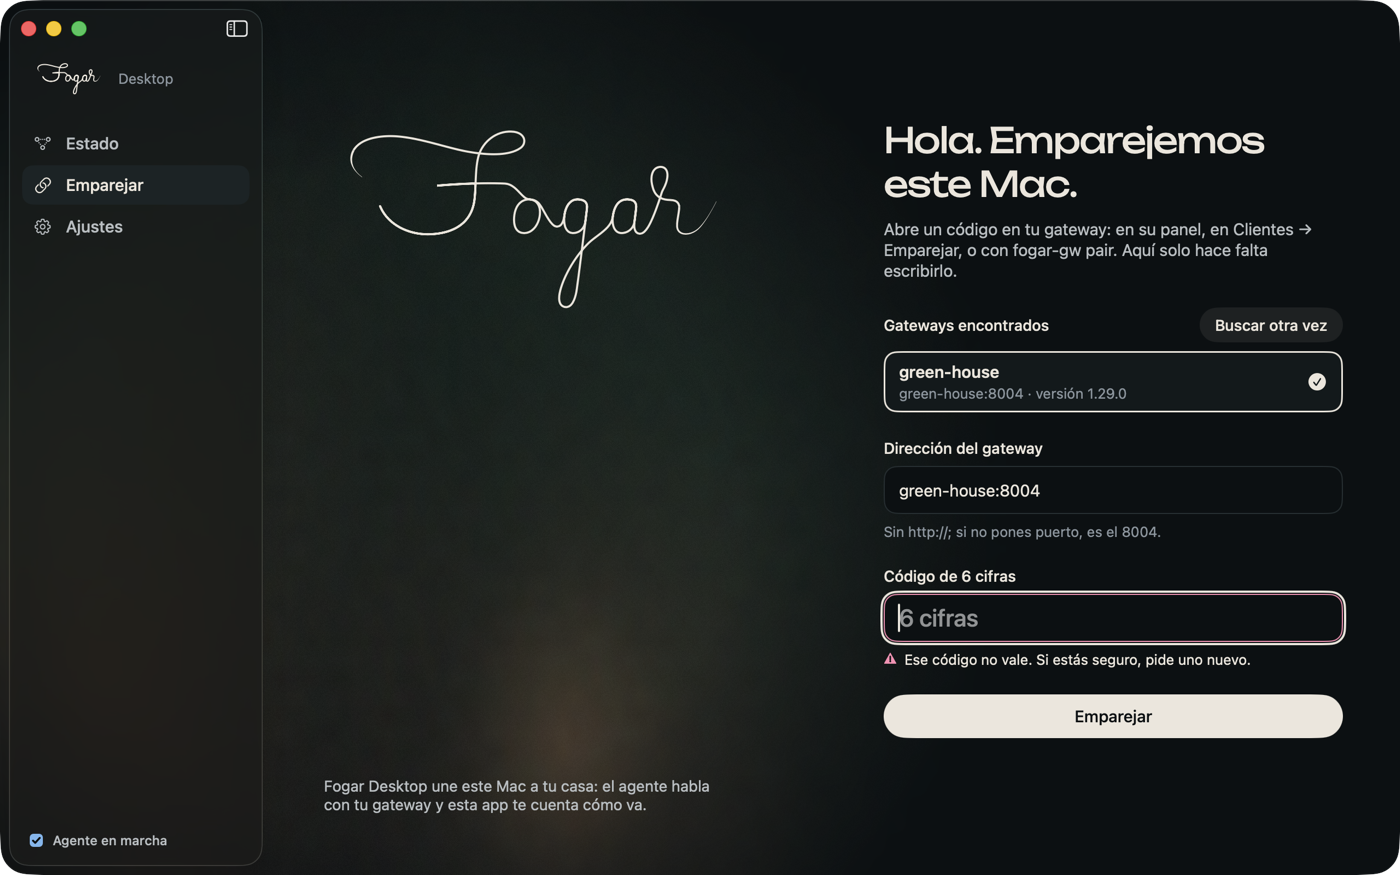 Fogar Desktop
Estado
Emparejar
Ajustes
Agente en marcha
Fogar
Fogar Desktop une este Mac a tu casa: el agente habla
con tu gateway y esta app te cuenta cómo va.
Hola. Emparejemos
este Mac.
Abre un código en tu gateway: en su panel, en Clientes →
Emparejar, o con fogar-gw pair. Aquí solo hace falta
escribirlo.
Gateways encontrados
Buscar otra vez
green-house
green-house:8004 · versión 1.29.0
Dirección del gateway
green-house:8004
Sin http://; si no pones puerto, es el 8004.
Código de 6 cifras
6 cifras
Ese código no vale. Si estás seguro, pide uno nuevo.
Emparejar